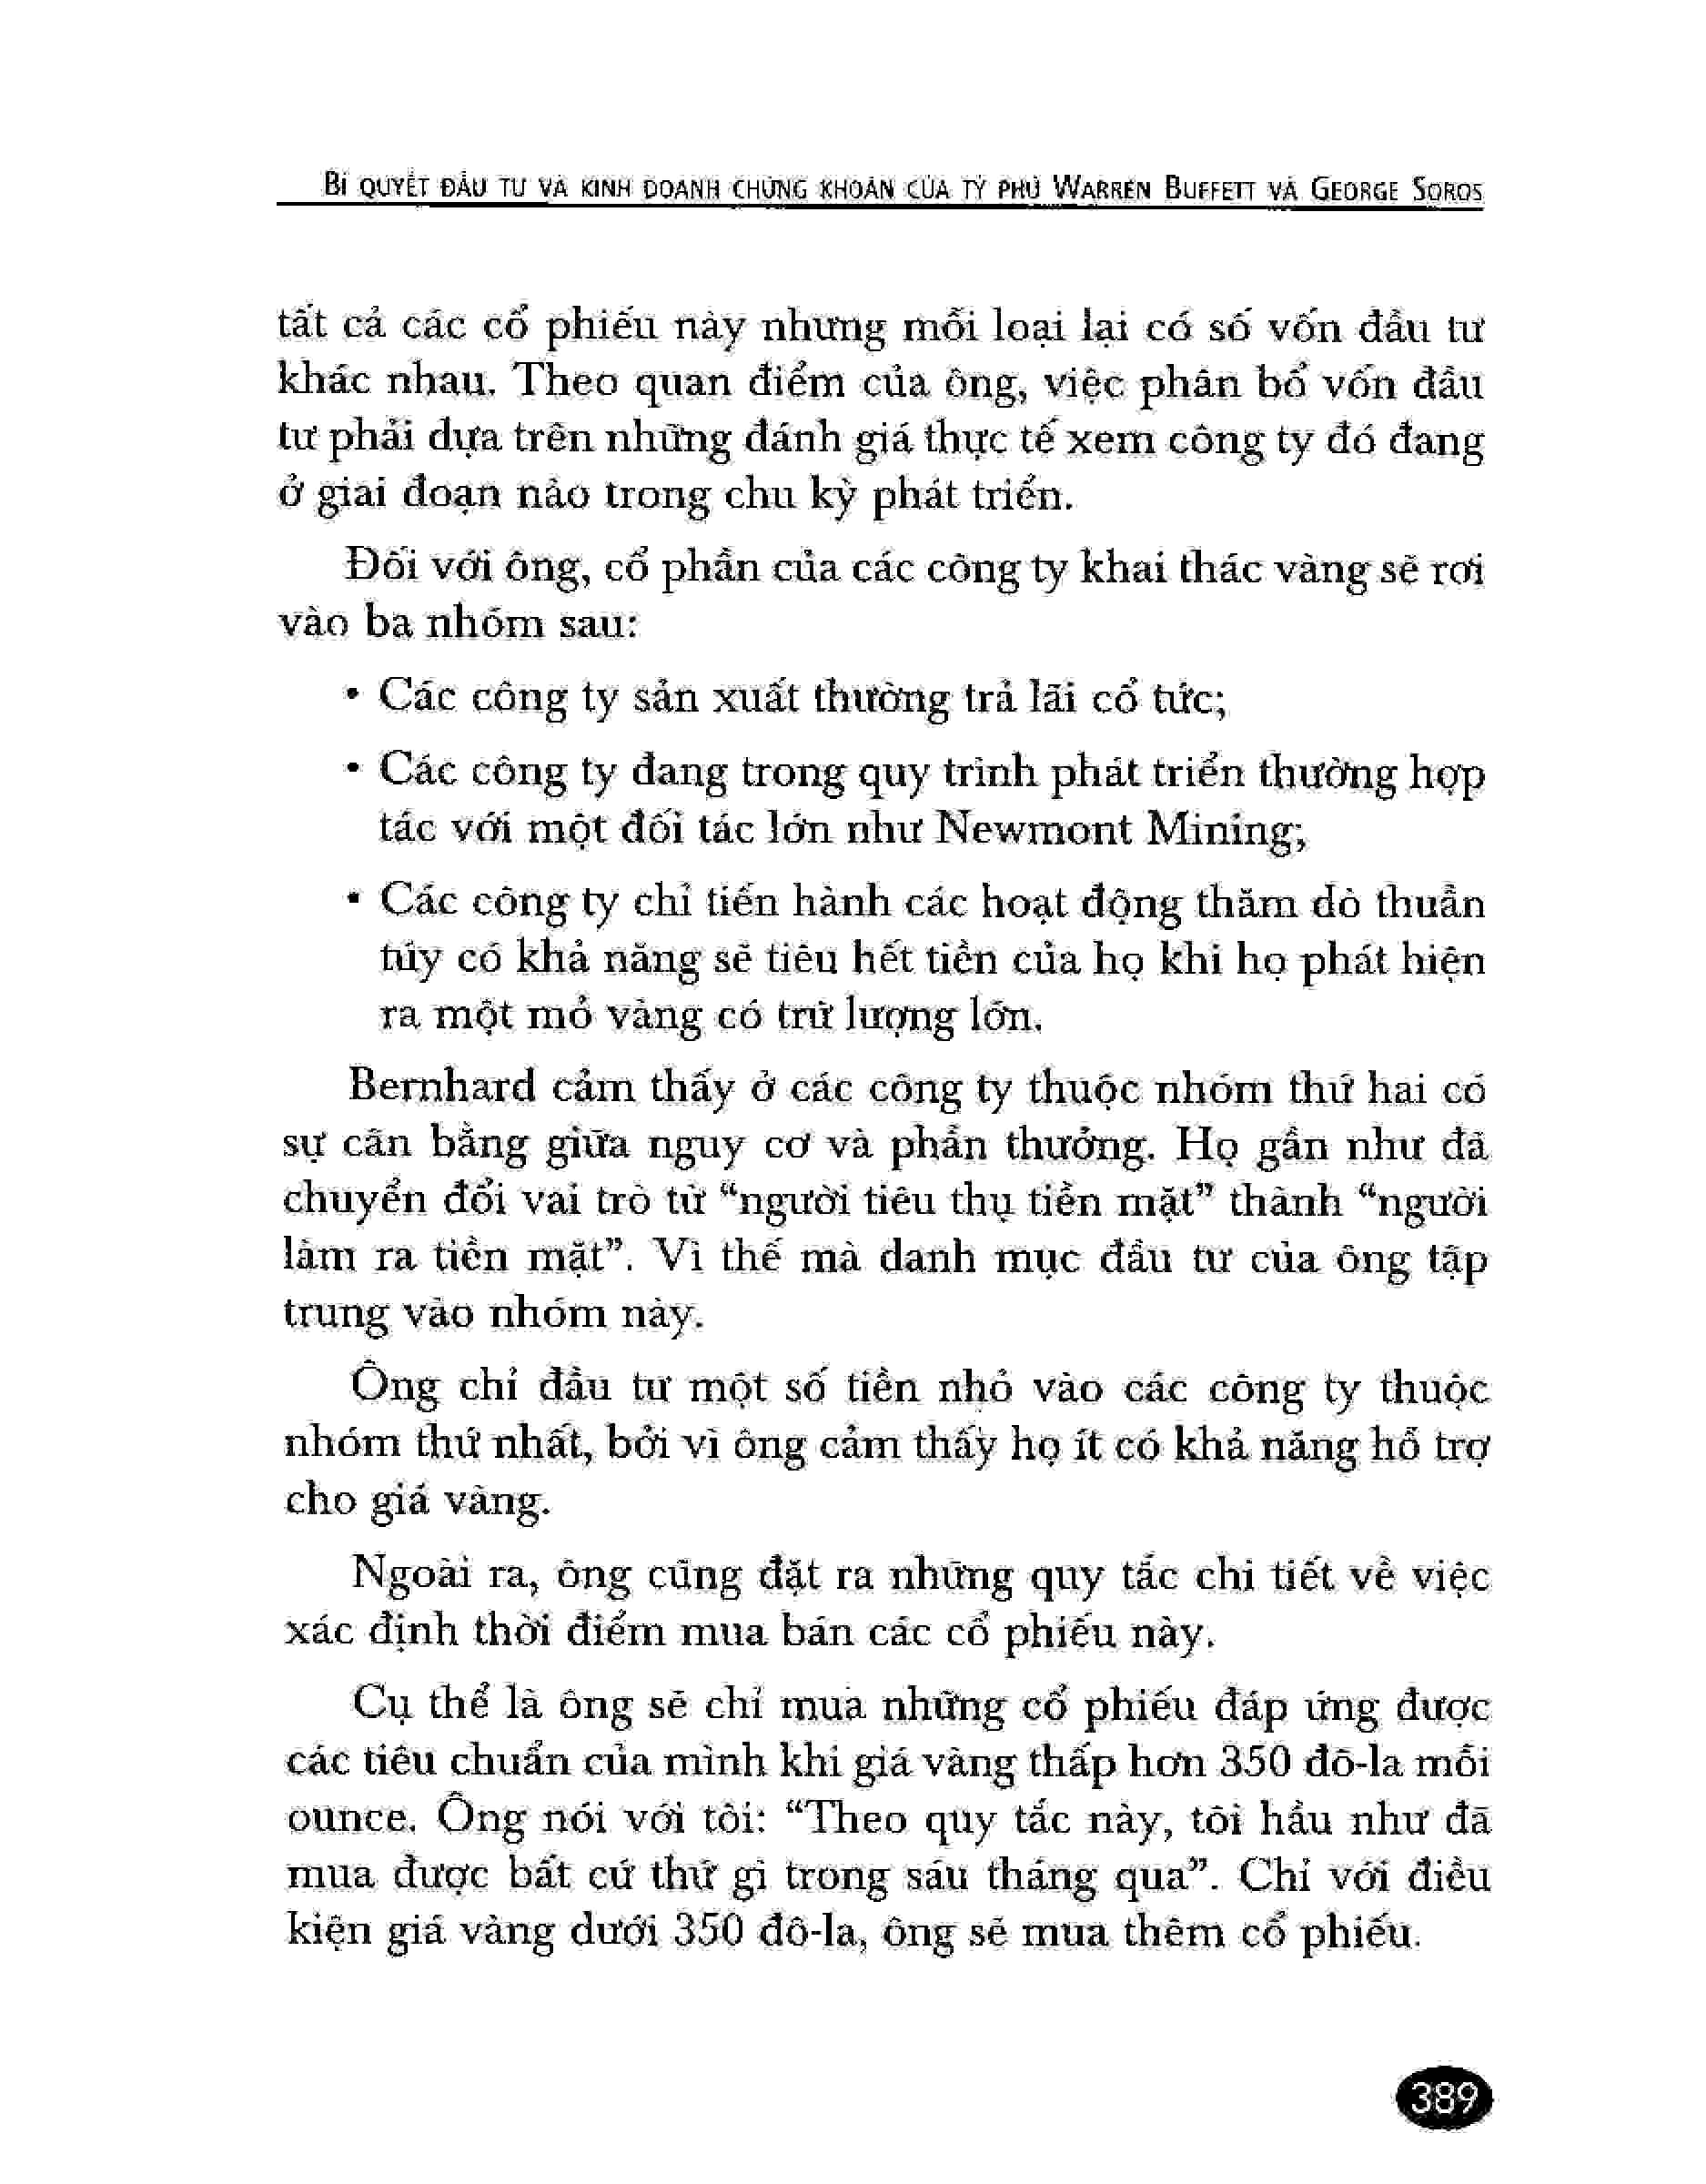 BÍ QUYẾT ĐẦU TƯ VÀ KINH DOANH CHỨNG KHOÁN CỦA TỶ PHÚ WARREN BUFFETT VÀ GEORGE SOROS
tất cả các cổ phiếu này nhưng mỗi loại lại có số vốn đầu tư
khác nhau. Theo quan điểm của ông, việc phân bổ vốn đầu
tư phải dựa trên những đánh giá thực tế xem công ty đó đang
ở giai đoạn nào trong chu kỳ phát triển.
Đối với ông, cổ phần của các công ty khai thác vàng sẽ rơi
vào ba nhóm sau:
• Các công ty sản xuất thường trả lãi cổ tức;
• Các công ty đang trong quy trình phát triển thường hợp
tác với một đối tác lớn như Newmont Mining;
• Các công ty chỉ tiến hành các hoạt động thăm dò thuần
túy có khả năng sẽ tiêu hết tiền của họ khi họ phát hiện
ra một mỏ vàng có trữ lượng lớn.
Bernhard cảm thấy ở các công ty thuộc nhóm thứ hai có
sự cân bằng giữa nguy cơ và phần thưởng. Họ gần như đã
chuyển đổi vai trò từ “người tiêu thụ tiền mặt” thành “người
làm ra tiền mặt”. Vì thế mà danh mục đầu tư của ông tập
trung vào nhóm này.
Ông chỉ đầu tư một số tiền nhỏ vào các công ty thuộc
nhóm thứ nhất, bởi vì ông cảm thấy họ ít có khả năng hỗ trợ
cho giá vàng.
Ngoài ra, ông cũng đặt ra những quy tắc chi tiết về việc
xác định thời điểm mua bán các cổ phiếu này.
Cụ thể là ông sẽ chỉ mua những cổ phiếu đáp ứng được
các tiêu chuẩn của mình khi giá vàng thấp hơn 350 đô-la mỗi
ounce. Ông nói với tôi: “Theo quy tắc này, tôi hầu như đã
mua được bất cứ thứ gì trong sáu tháng qua”. Chỉ với điều
kiện giá vàng dưới 350 đô-la, ông sẽ mua thêm cổ phiếu.
389